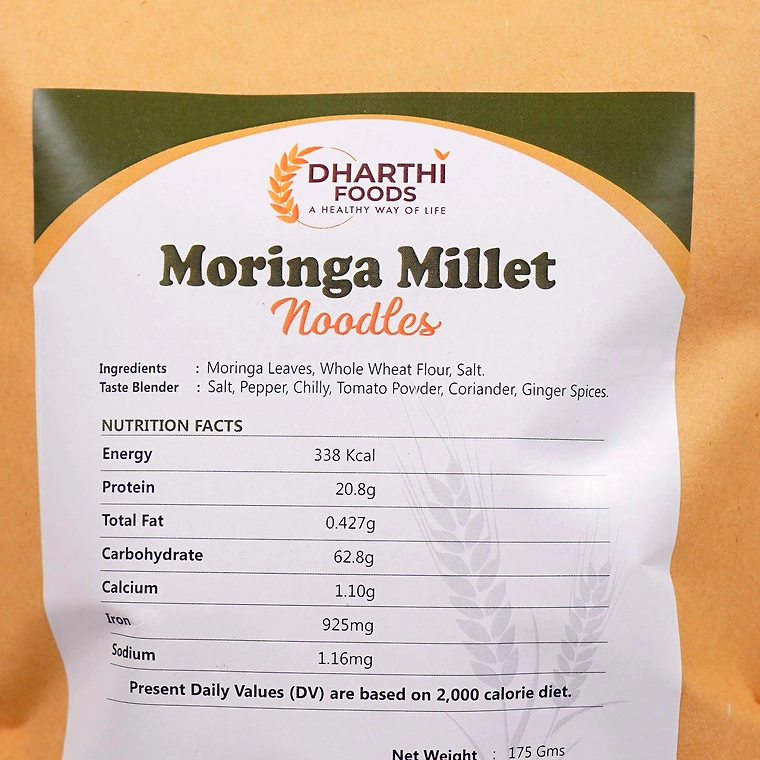 DHARTHI
FOODS
A HEALTHY WAY OF LIFE
Moringa Millet
Noodles
Ingredients : Moringa Leaves, Whole Wheat Flour, Salt.
Taste Blender : Salt, Pepper, Chilly, Tomato Powder, Coriander, Ginger Spices.
NUTRITION FACTS
Energy 338 Kcal
Protein 20.8g
Total Fat 0.427g
Carbohydrate 62.8g
Calcium 1.10g
Iron 925mg
Sodium 1.16mg
Present Daily Values (DV) are based on 2,000 calorie diet.
Net Weight : 175 Gms